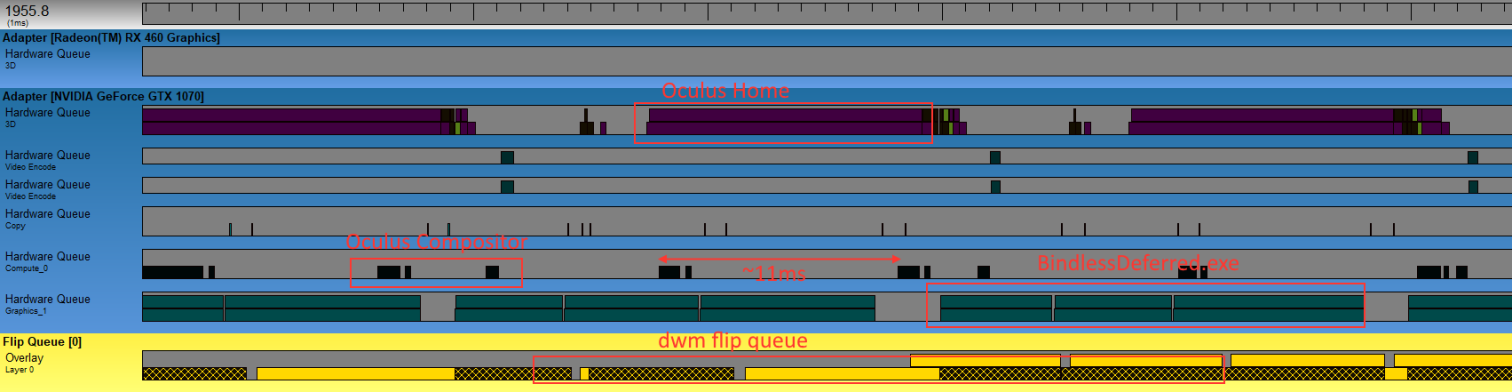 1955.8
(1ms)
Adapter [Radeon(TM) RX 460 Graphics]
Hardware Queue
3D
Adapter [NVIDIA GeForce GTX 1070]
Oculus Home
Hardware Queue
3D
Hardware Queue
Video Encode
Hardware Queue
Video Encode
Hardware Queue
Copy
Oculus Compositor
Hardware Queue
Compute_0
~11ms
BindlessDeferred.exe
Hardware Queue
Graphics_1
Flip Queue [0]
dwm flip queue
Overlay
Layer 0